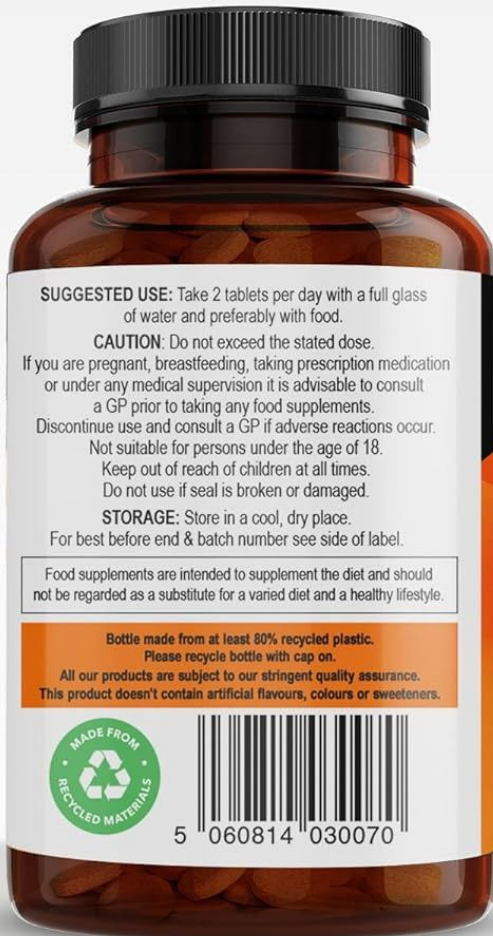 SUGGESTED USE: Take 2 tablets per day with a full glass
of water and preferably with food.
CAUTION: Do not exceed the stated dose.
If you are pregnant, breastfeeding, taking prescription medication
or under any medical supervision it is advisable to consult
a GP prior to taking any food supplements.
Discontinue use and consult a GP if adverse reactions occur.
Not suitable for persons under the age of 18.
Keep out of reach of children at all times.
Do not use if seal is broken or damaged.
STORAGE: Store in a cool, dry place.
For best before end & batch number see side of label.
Food supplements are intended to supplement the diet and should
not be regarded as a substitute for a varied diet and a healthy lifestyle.
Bottle made from at least 80% recycled plastic.
Please recycle bottle with cap on.
All our products are subject to our stringent quality assurance.
This product doesn't contain artificial flavours, colours or sweeteners.
MADE FROM
RECYCLED MATERIALS
5 060814 030070